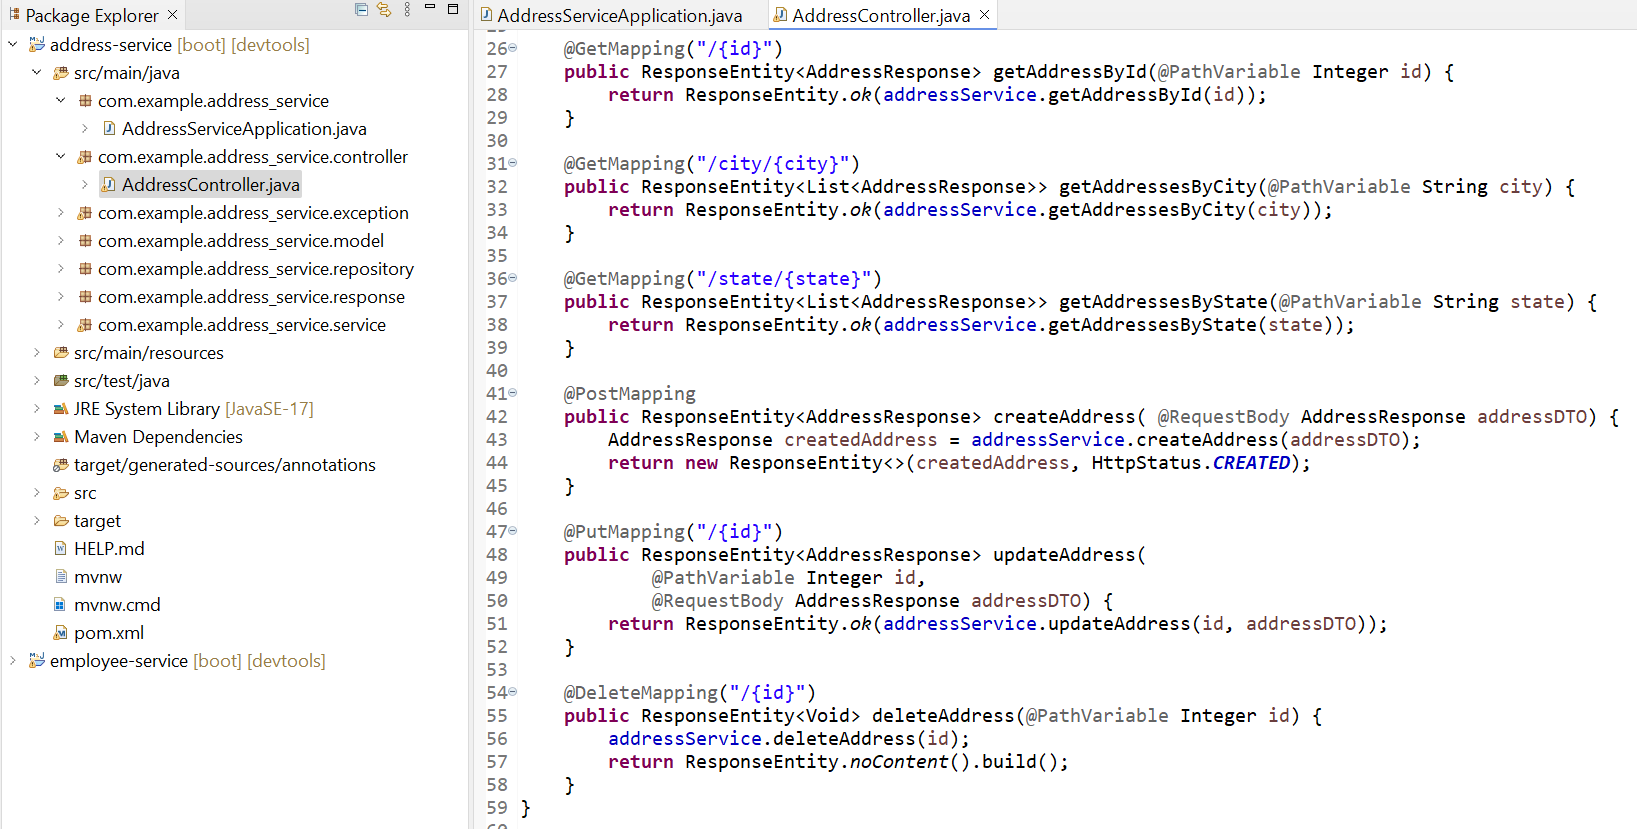 Package Explorer
address-service [boot] [devtools]
src/main/java
com.example.address_service
AddressServiceApplication.java
com.example.address_service.controller
AddressController.java
com.example.address_service.exception
com.example.address_service.model
com.example.address_service.repository
com.example.address_service.response
com.example.address_service.service
src/main/resources
src/test/java
JRE System Library [JavaSE-17]
Maven Dependencies
target/generated-sources/annotations
src
target
HELP.md
mvnw
mvnw.cmd
pom.xml
employee-service [boot] [devtools]
AddressServiceApplication.java
AddressController.java
26 @GetMapping("/{id}")
27 public ResponseEntity<AddressResponse> getAddressById(@PathVariable Integer id) {
28 return ResponseEntity.ok(addressService.getAddressById(id));
29 }
30
31 @GetMapping("/city/{city}")
32 public ResponseEntity<List<AddressResponse>> getAddressesByCity(@PathVariable String city) {
33 return ResponseEntity.ok(addressService.getAddressesByCity(city));
34 }
35
36 @GetMapping("/state/{state}")
37 public ResponseEntity<List<AddressResponse>> getAddressesByState(@PathVariable String state) {
38 return ResponseEntity.ok(addressService.getAddressesByState(state));
39 }
40
41 @PostMapping
42 public ResponseEntity<AddressResponse> createAddress( @RequestBody AddressResponse addressDTO) {
43 AddressResponse createdAddress = addressService.createAddress(addressDTO);
44 return new ResponseEntity<>(createdAddress, HttpStatus.CREATED);
45 }
46
47 @PutMapping("/{id}")
48 public ResponseEntity<AddressResponse> updateAddress(
49 @PathVariable Integer id,
50 @RequestBody AddressResponse addressDTO) {
51 return ResponseEntity.ok(addressService.updateAddress(id, addressDTO));
52 }
53
54 @DeleteMapping("/{id}")
55 public ResponseEntity<Void> deleteAddress(@PathVariable Integer id) {
56 addressService.deleteAddress(id);
57 return ResponseEntity.noContent().build();
58 }
59 }